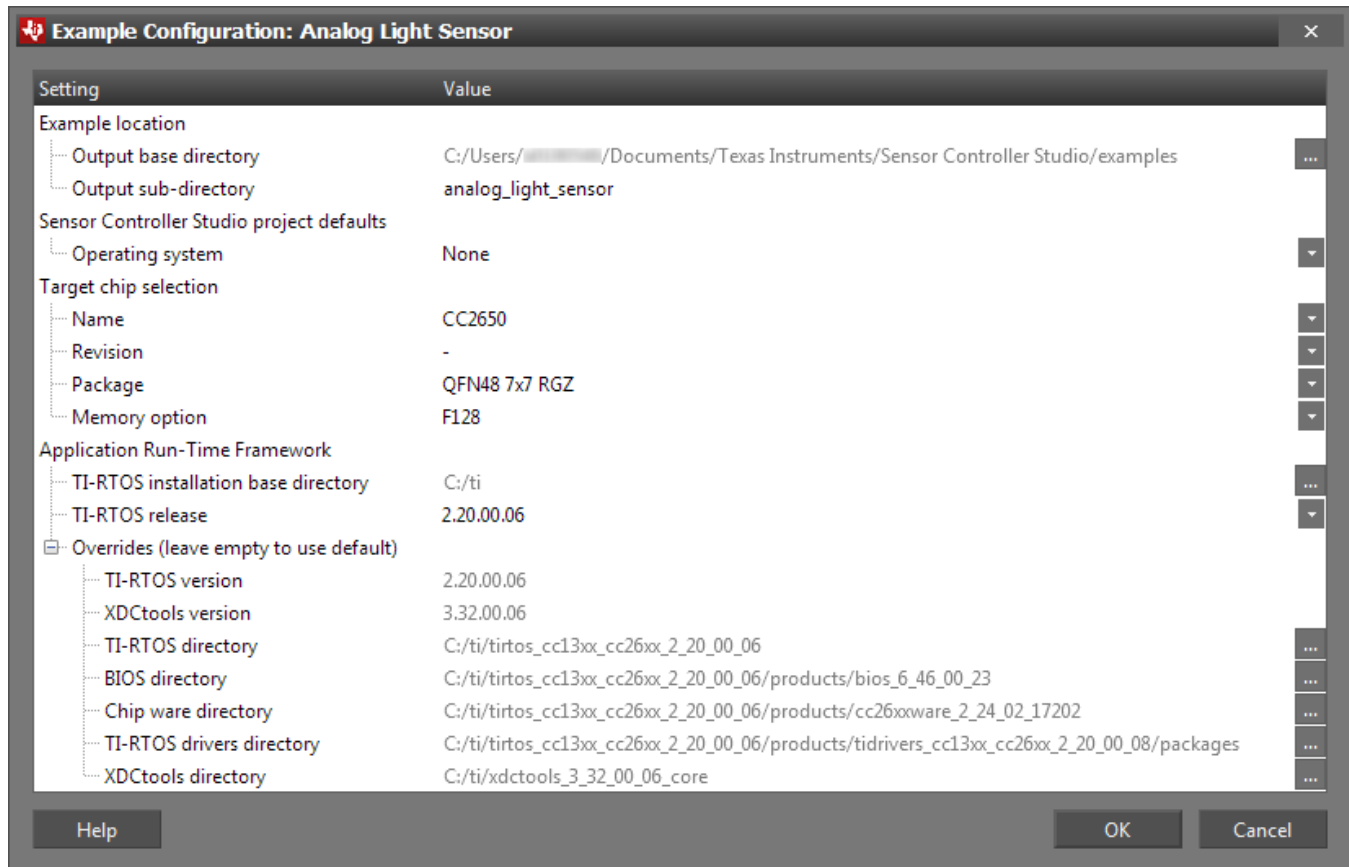 Example Configuration: Analog Light Sensor
Setting Value
Example location
Output base directory C:/Users/ /Documents/Texas Instruments/Sensor Controller Studio/examples ...
Output sub-directory analog_light_sensor
Sensor Controller Studio project defaults
Operating system None
Target chip selection
Name CC2650
Revision -
Package QFN48 7x7 RGZ
Memory option F128
Application Run-Time Framework
TI-RTOS installation base directory C:/ti ...
TI-RTOS release 2.20.00.06
Overrides (leave empty to use default)
TI-RTOS version 2.20.00.06
XDCtools version 3.32.00.06
TI-RTOS directory C:/ti/tirtos_cc13xx_cc26xx_2_20_00_06 ...
BIOS directory C:/ti/tirtos_cc13xx_cc26xx_2_20_00_06/products/bios_6_46_00_23 ...
Chip ware directory C:/ti/tirtos_cc13xx_cc26xx_2_20_00_06/products/cc26xxware_2_24_02_17202 ...
TI-RTOS drivers directory C:/ti/tirtos_cc13xx_cc26xx_2_20_00_06/products/tidrivers_cc13xx_cc26xx_2_20_00_08/packages ...
XDCtools directory C:/ti/xdctools_3_32_00_06_core ...
Help OK Cancel